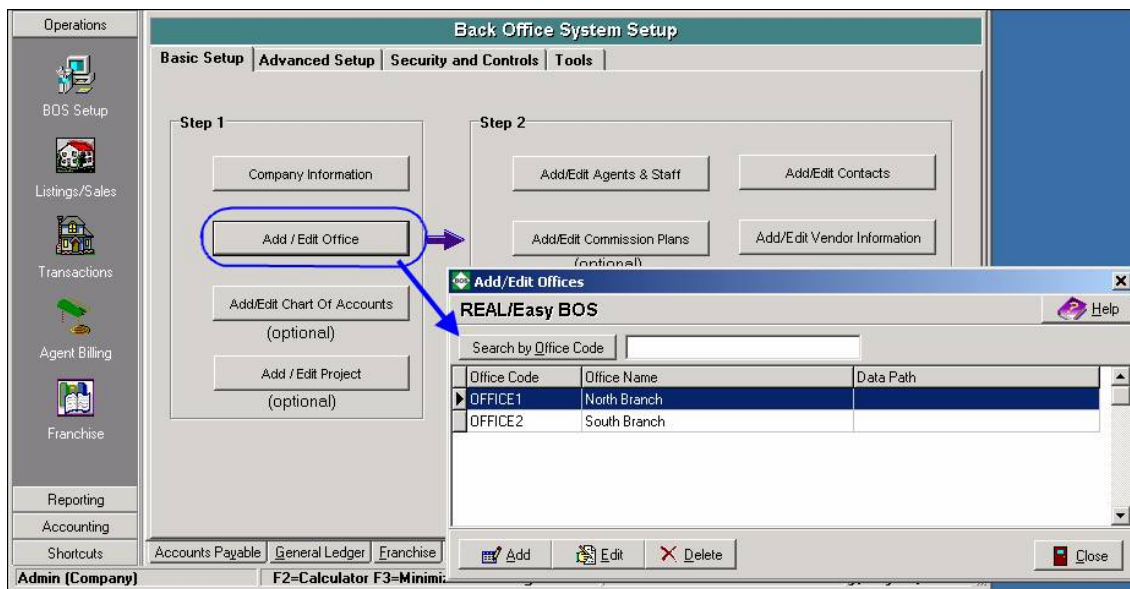 Operations
BOS Setup
Listings/Sales
Transactions
Agent Billing
Franchise
Reporting
Accounting
Shortcuts
Back Office System Setup
Basic Setup Advanced Setup Security and Controls Tools
Step 1
Company Information
Add / Edit Office
Add/Edit Chart Of Accounts
(optional)
Add / Edit Project
(optional)
Step 2
Add/Edit Agents & Staff
Add/Edit Contacts
Add/Edit Commission Plans
(optional)
Add/Edit Vendor Information
Add/Edit Offices
REAL/Easy BOS
Help
Search by Office Code
Office Code Office Name Data Path
OFFICE1 North Branch
OFFICE2 South Branch
Add Edit Delete Close
Accounts Payable General Ledger Franchise
Admin (Company) F2=Calculator